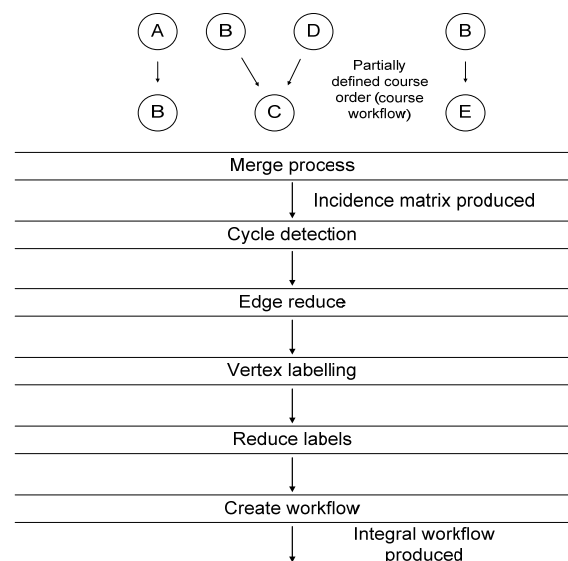 A B D B
Partially
defined course
order (course
workflow)
B C E
Merge process
Incidence matrix produced
Cycle detection
Edge reduce
Vertex labelling
Reduce labels
Create workflow
Integral workflow
produced